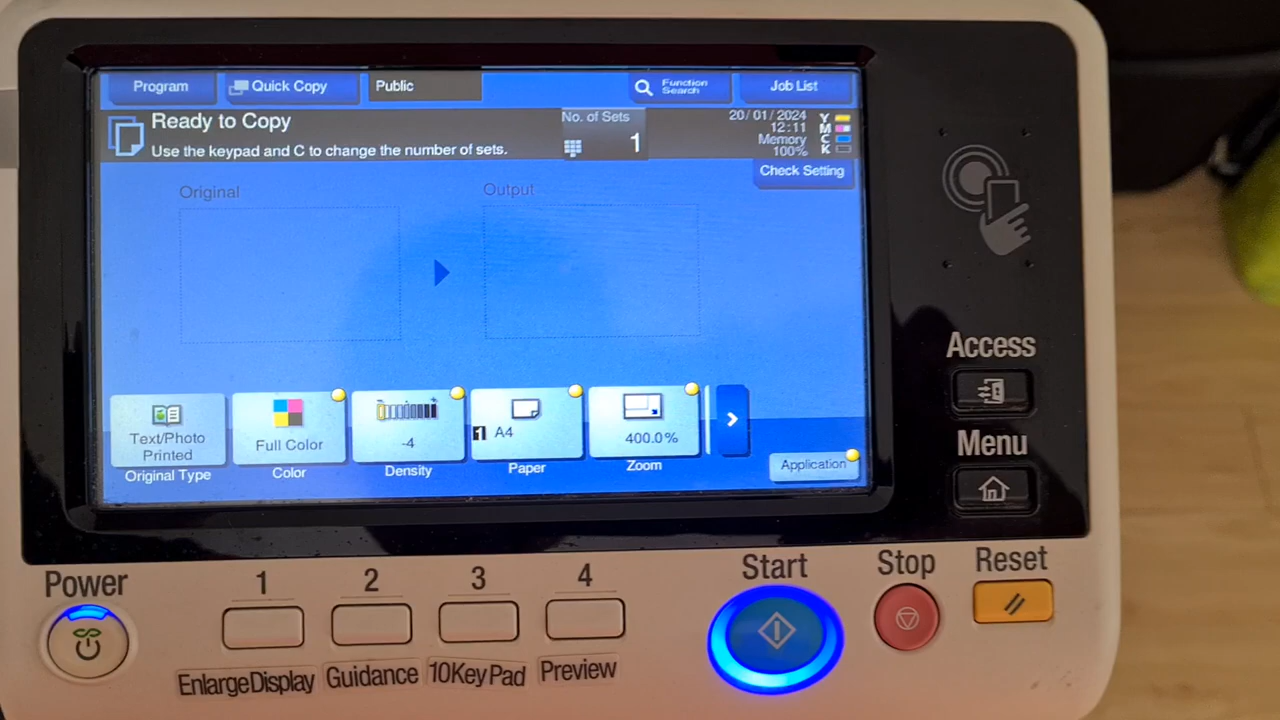 Program
Quick Copy
Public
Function
Search
Job List
Ready to Copy
Use the keypad and C to change the number of sets.
No. of Sets
1
20/01/2024
12:11
Memory
100%
Y
M
C
K
Check Setting
Original
Output
Text/Photo
Printed
Original Type
Full Color
Color
-4
Density
1 A4
Paper
400.0%
Zoom
Application
Access
Menu
Power
1
2
3
4
Start
Stop
Reset
EnlargeDisplay
Guidance
10KeyPad
Preview